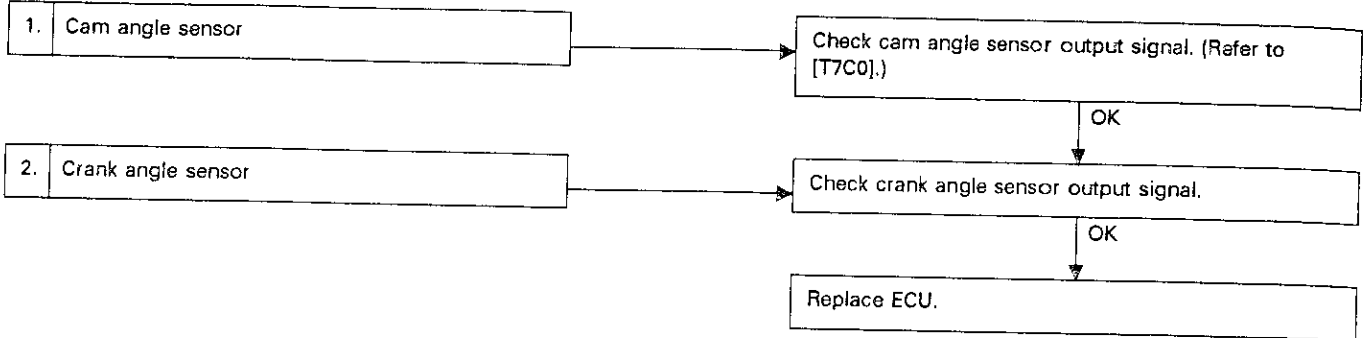 1. Cam angle sensor
Check cam angle sensor output signal. (Refer to
[T7C0].)
OK
2. Crank angle sensor
Check crank angle sensor output signal.
OK
Replace ECU.